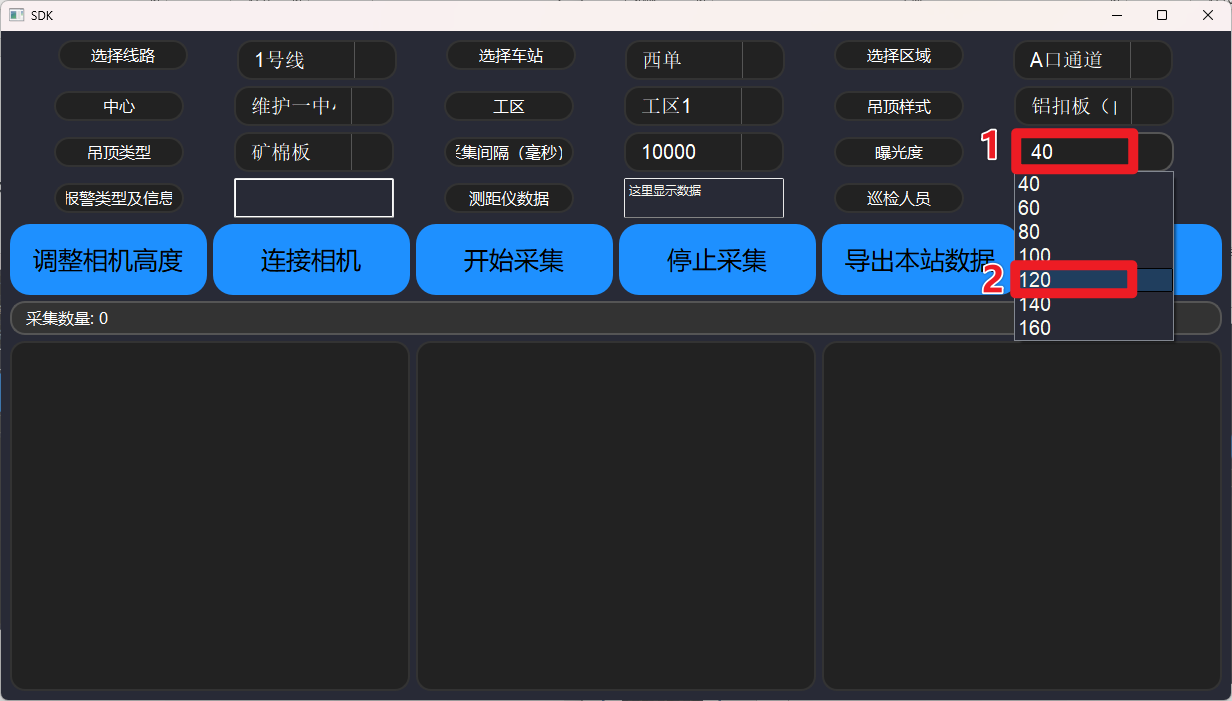 SDK
选择线路 1号线 选择车站 西单 选择区域 A口通道
中心 维护一中 工区 工区1 吊顶样式 铝扣板（
吊顶类型 矿棉板 采集间隔（毫秒） 10000 曝光度 1 40
报警类型及信息 测距仪数据 这里显示数据 巡检人员
40
60
80
100
2 120
140
160
调整相机高度 连接相机 开始采集 停止采集 导出本站数据
采集数量: 0